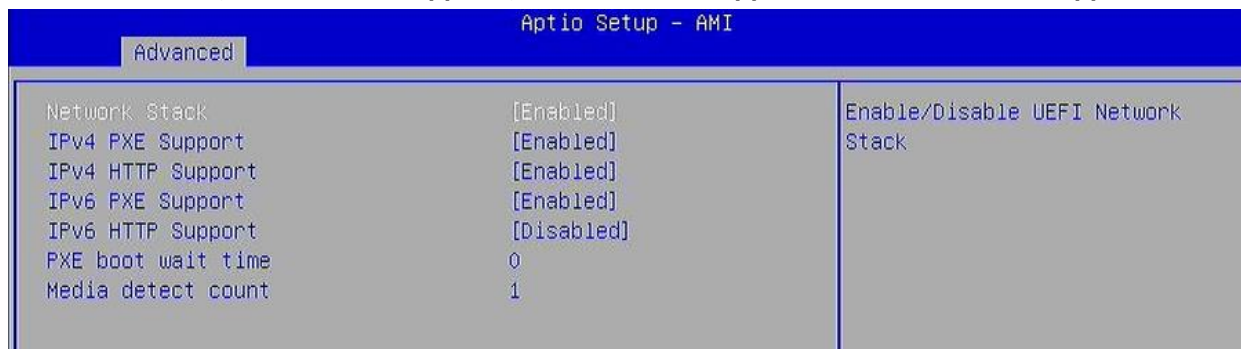 Aptio Setup - AMI
Advanced
Network Stack [Enabled]
IPv4 PXE Support [Enabled]
IPv4 HTTP Support [Enabled]
IPv6 PXE Support [Enabled]
IPv6 HTTP Support [Disabled]
PXE boot wait time 0
Media detect count 1
Enable/Disable UEFI Network
Stack